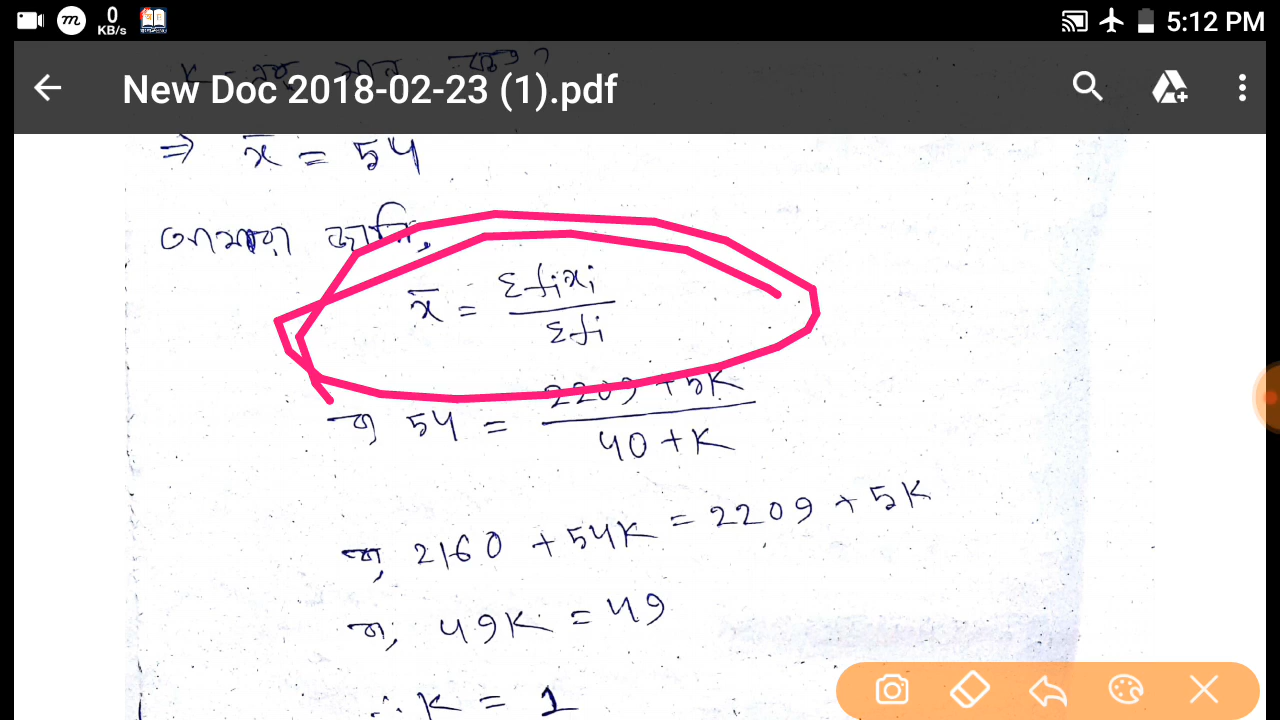 0
KB/s
5:12 PM
New Doc 2018-02-23 (1).pdf
⇒ x̄ = 54
আমরা জানি,
x̄ = Σfᵢxᵢ / Σfᵢ
বা 54 = 2209 + 5K / 40 + K
বা, 2160 + 54K = 2209 + 5K
বা, 49K = 49
∴ K = 1